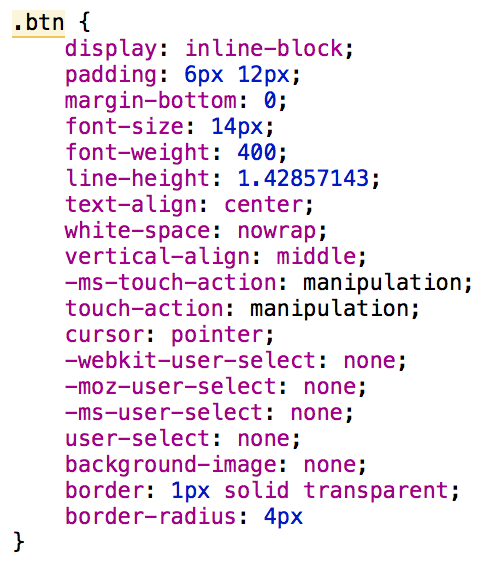 .btn {
    display: inline-block;
    padding: 6px 12px;
    margin-bottom: 0;
    font-size: 14px;
    font-weight: 400;
    line-height: 1.42857143;
    text-align: center;
    white-space: nowrap;
    vertical-align: middle;
    -ms-touch-action: manipulation;
    touch-action: manipulation;
    cursor: pointer;
    -webkit-user-select: none;
    -moz-user-select: none;
    -ms-user-select: none;
    user-select: none;
    background-image: none;
    border: 1px solid transparent;
    border-radius: 4px
}